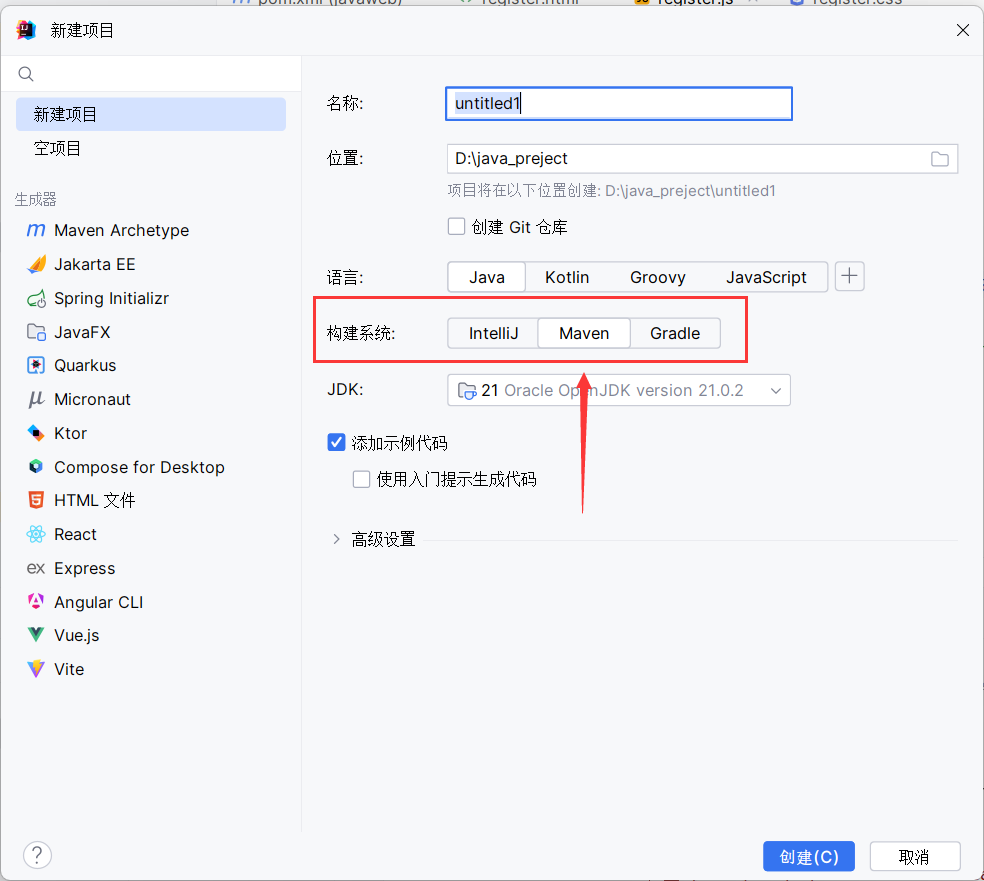 pom.xml (javaweb) register.html register.js register.css
新建项目
新建项目
空项目
生成器
Maven Archetype
Jakarta EE
Spring Initializr
JavaFX
Quarkus
Micronaut
Ktor
Compose for Desktop
HTML 文件
React
ex Express
Angular CLI
Vue.js
Vite
名称: untitled1
位置: D:\java_preject
项目将在以下位置创建: D:\java_preject\untitled1
创建 Git 仓库
语言: Java Kotlin Groovy JavaScript
构建系统: IntelliJ Maven Gradle
JDK: 21 Oracle OpenJDK version 21.0.2
添加示例代码
使用入门提示生成代码
高级设置
? 创建(C) 取消